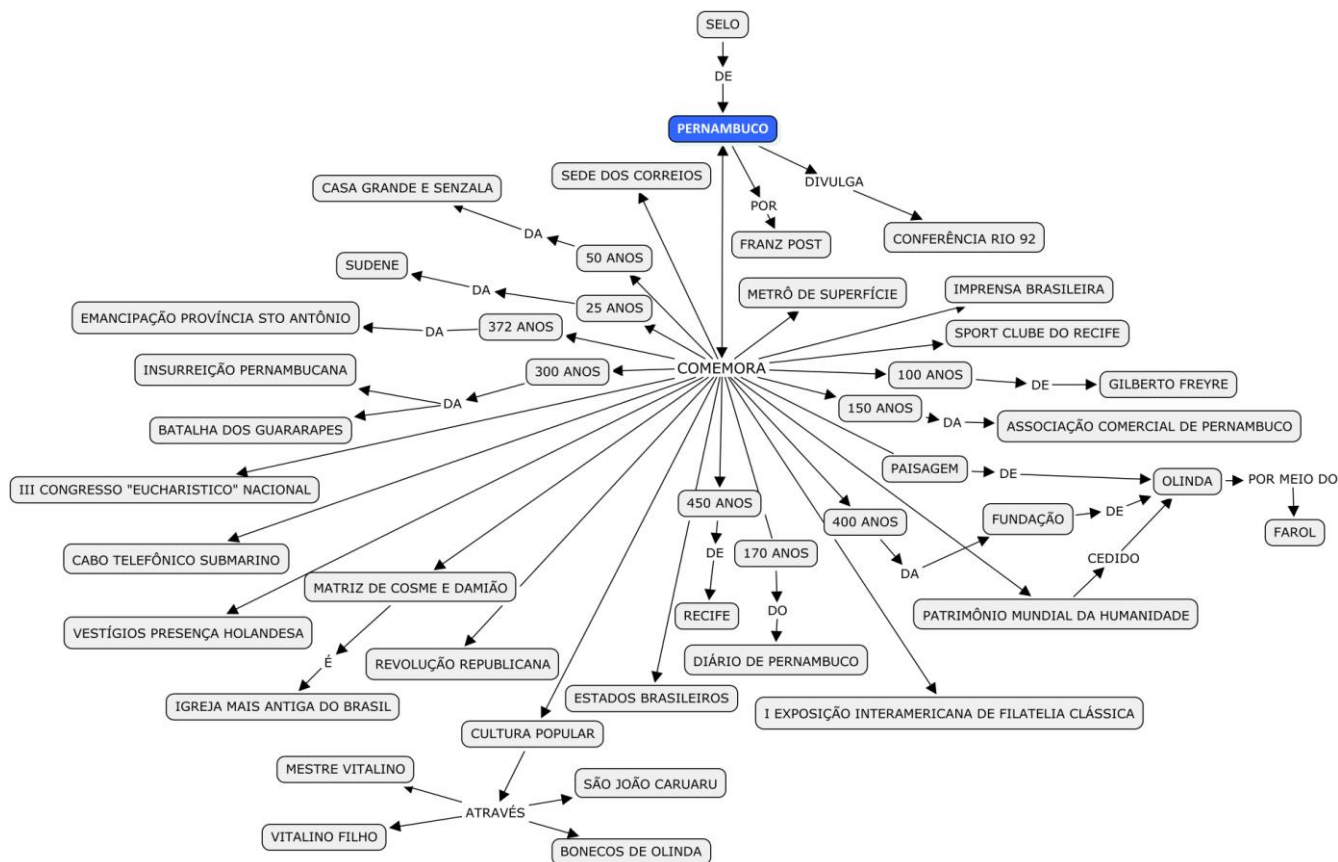 SELO
DE
PERNAMBUCO
SEDE DOS CORREIOS
CASA GRANDE E SENZALA
DIVULGA
POR
DA
FRANZ POST
CONFERÊNCIA RIO 92
50 ANOS
SUDENE
DA
METRÔ DE SUPERFÍCIE
IMPRENSA BRASILEIRA
25 ANOS
EMANCIPAÇÃO PROVÍNCIA STO ANTÔNIO
DA
372 ANOS
SPORT CLUBE DO RECIFE
INSURREIÇÃO PERNAMBUCANA
300 ANOS
COMEMORA
100 ANOS
DE
GILBERTO FREYRE
DA
150 ANOS
DA
ASSOCIAÇÃO COMERCIAL DE PERNAMBUCO
BATALHA DOS GUARARAPES
PAISAGEM
DE
OLINDA
POR MEIO DO
III CONGRESSO "EUCHARISTICO" NACIONAL
450 ANOS
400 ANOS
FUNDAÇÃO
DE
FAROL
CABO TELEFÔNICO SUBMARINO
DE
170 ANOS
DA
CEDIDO
MATRIZ DE COSME E DAMIÃO
RECIFE
DO
PATRIMÔNIO MUNDIAL DA HUMANIDADE
VESTÍGIOS PRESENÇA HOLANDESA
É
REVOLUÇÃO REPUBLICANA
DIÁRIO DE PERNAMBUCO
IGREJA MAIS ANTIGA DO BRASIL
ESTADOS BRASILEIROS
I EXPOSIÇÃO INTERAMERICANA DE FILATELIA CLÁSSICA
CULTURA POPULAR
MESTRE VITALINO
SÃO JOÃO CARUARU
ATRAVÉS
VITALINO FILHO
BONECOS DE OLINDA